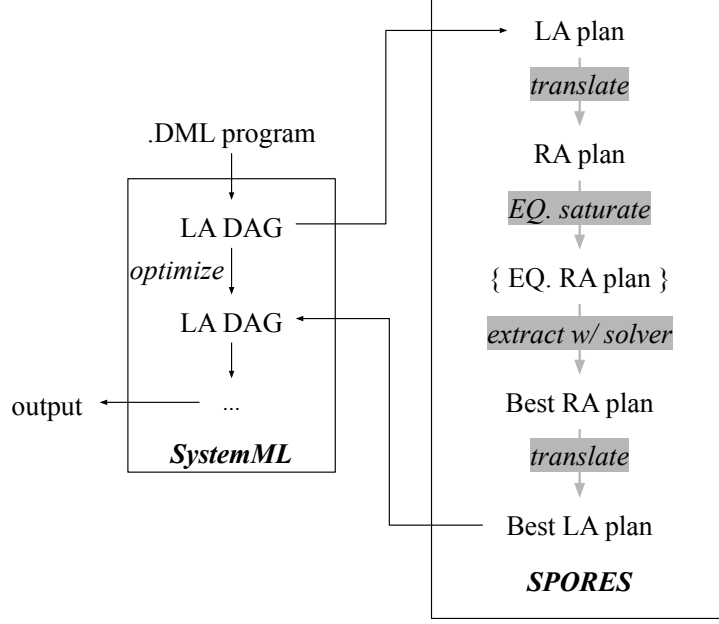 .DML program
LA DAG
optimize
LA DAG
...
output
SystemML
LA plan
translate
RA plan
EQ. saturate
{ EQ. RA plan }
extract w/ solver
Best RA plan
translate
Best LA plan
SPORES